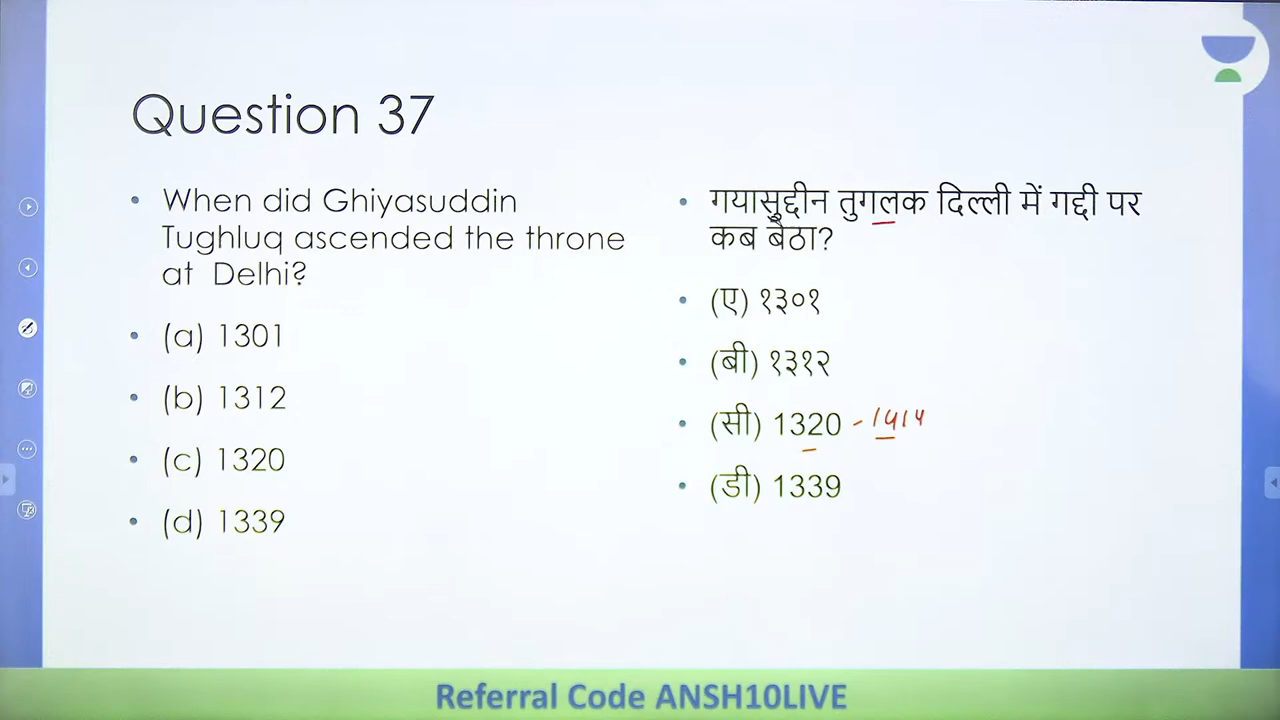 Question 37
When did Ghiyasuddin
Tughluq ascended the throne
at Delhi?
(a) 1301
(b) 1312
(c) 1320
(d) 1339
गयासुद्दीन तुगलक दिल्ली में गद्दी पर
कब बैठा?
(ए) १३०१
(बी) १३१२
(सी) 1320 -1414
(डी) 1339
Referral Code ANSH10LIVE